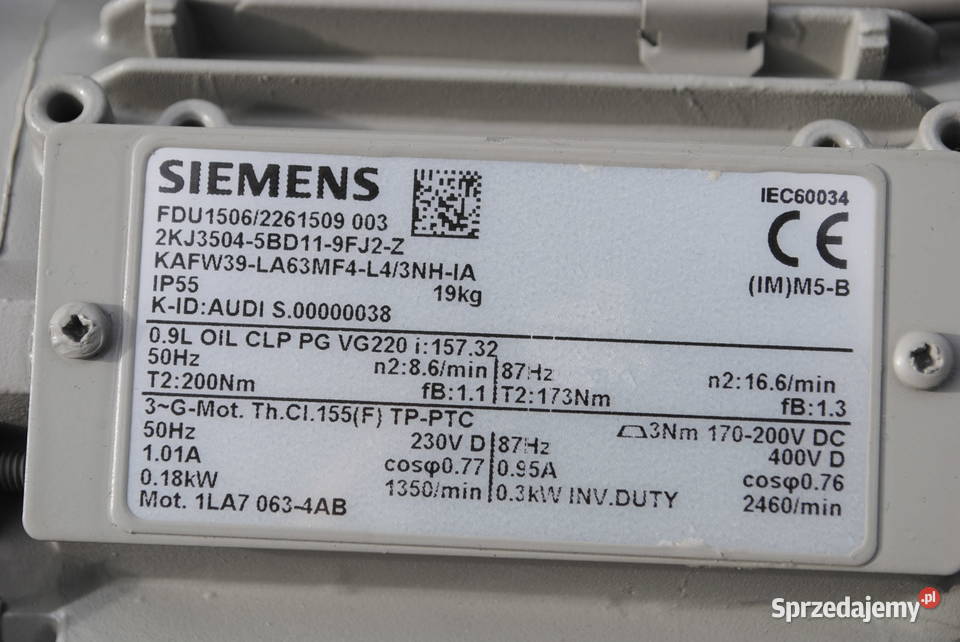 SIEMENS
IEC60034
FDU1506/2261509 003
CE
2KJ3504-5BD11-9FJ2-Z
KAFW39-LA63MF4-L4/3NH-IA
(IM)M5-B
IP55 19kg
K-ID:AUDI S.00000038
0.9L OIL CLP PG VG220 i:157.32
50Hz n2:8.6/min 87Hz n2:16.6/min
T2:200Nm fB:1.1 T2:173Nm fB:1.3
3~G-Mot. Th.Cl.155(F) TP-PTC 3Nm 170-200V DC
50Hz 230V D 87Hz 400V D
1.01A cosφ0.77 0.95A cosφ0.76
0.18kW 1350/min 0.3kW INV.DUTY 2460/min
Mot. 1LA7 063-4AB
Sprzedajemy.pl